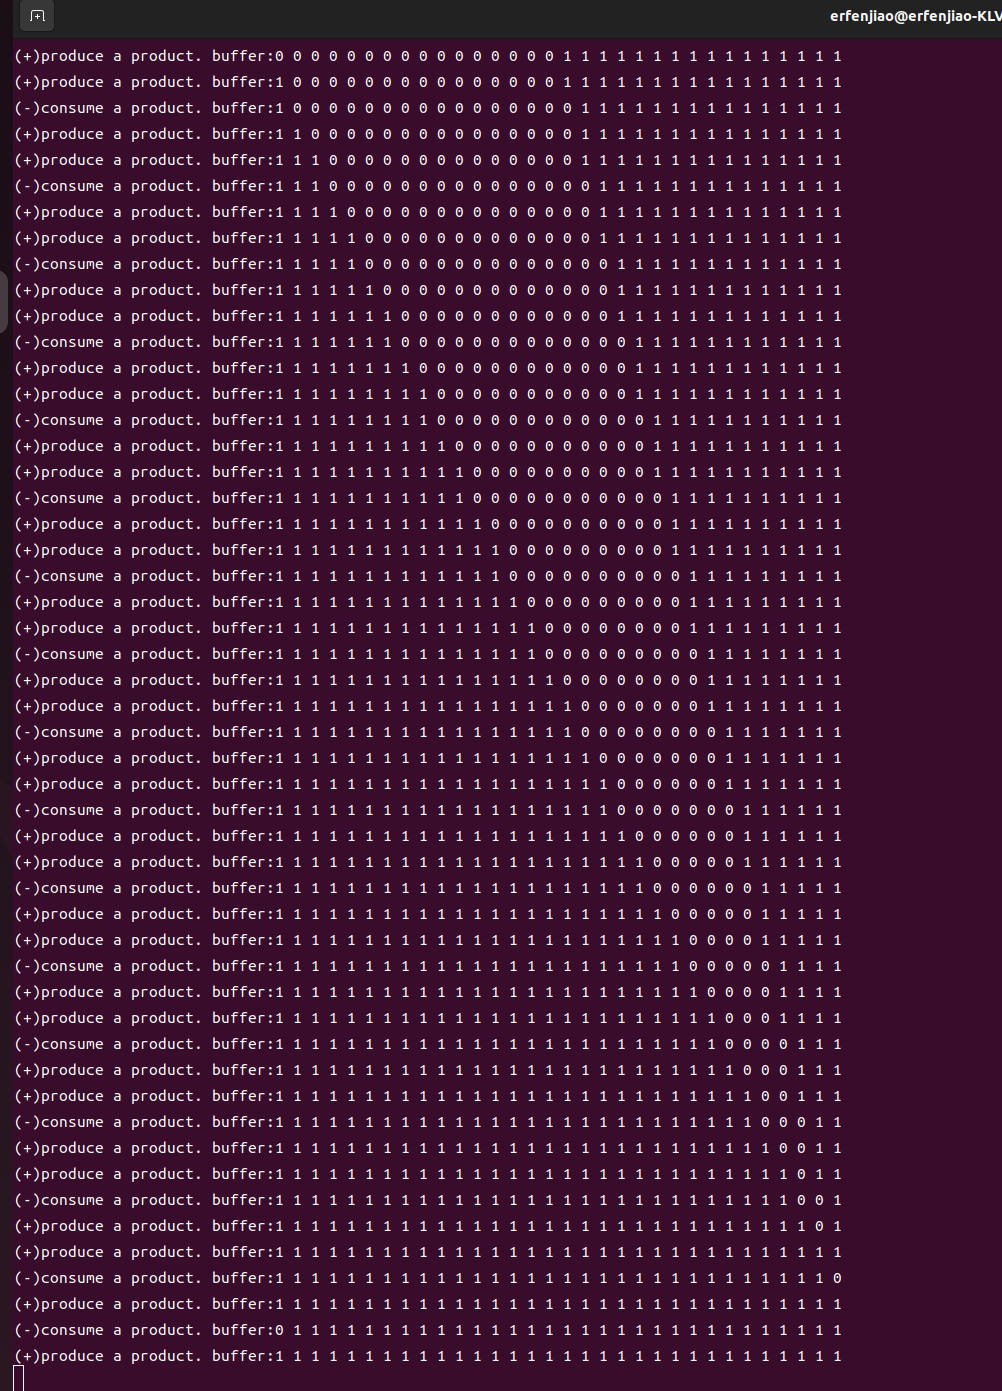 erfenjiao@erfenjiao-KLV
(+)produce a product. buffer:0 0 0 0 0 0 0 0 0 0 0 0 0 0 0 0 1 1 1 1 1 1 1 1 1 1 1 1 1 1 1 1
(+)produce a product. buffer:1 0 0 0 0 0 0 0 0 0 0 0 0 0 0 0 1 1 1 1 1 1 1 1 1 1 1 1 1 1 1 1
(-)consume a product. buffer:1 0 0 0 0 0 0 0 0 0 0 0 0 0 0 0 0 1 1 1 1 1 1 1 1 1 1 1 1 1 1 1
(+)produce a product. buffer:1 1 0 0 0 0 0 0 0 0 0 0 0 0 0 0 0 1 1 1 1 1 1 1 1 1 1 1 1 1 1 1
(+)produce a product. buffer:1 1 1 0 0 0 0 0 0 0 0 0 0 0 0 0 0 1 1 1 1 1 1 1 1 1 1 1 1 1 1 1
(-)consume a product. buffer:1 1 1 0 0 0 0 0 0 0 0 0 0 0 0 0 0 0 1 1 1 1 1 1 1 1 1 1 1 1 1 1
(+)produce a product. buffer:1 1 1 1 0 0 0 0 0 0 0 0 0 0 0 0 0 0 1 1 1 1 1 1 1 1 1 1 1 1 1 1
(+)produce a product. buffer:1 1 1 1 1 0 0 0 0 0 0 0 0 0 0 0 0 0 1 1 1 1 1 1 1 1 1 1 1 1 1 1
(-)consume a product. buffer:1 1 1 1 1 0 0 0 0 0 0 0 0 0 0 0 0 0 0 1 1 1 1 1 1 1 1 1 1 1 1 1
(+)produce a product. buffer:1 1 1 1 1 1 0 0 0 0 0 0 0 0 0 0 0 0 0 1 1 1 1 1 1 1 1 1 1 1 1 1
(+)produce a product. buffer:1 1 1 1 1 1 1 0 0 0 0 0 0 0 0 0 0 0 0 1 1 1 1 1 1 1 1 1 1 1 1 1
(-)consume a product. buffer:1 1 1 1 1 1 1 0 0 0 0 0 0 0 0 0 0 0 0 0 1 1 1 1 1 1 1 1 1 1 1 1
(+)produce a product. buffer:1 1 1 1 1 1 1 1 0 0 0 0 0 0 0 0 0 0 0 0 1 1 1 1 1 1 1 1 1 1 1 1
(+)produce a product. buffer:1 1 1 1 1 1 1 1 1 0 0 0 0 0 0 0 0 0 0 0 1 1 1 1 1 1 1 1 1 1 1 1
(-)consume a product. buffer:1 1 1 1 1 1 1 1 1 0 0 0 0 0 0 0 0 0 0 0 0 1 1 1 1 1 1 1 1 1 1 1
(+)produce a product. buffer:1 1 1 1 1 1 1 1 1 1 0 0 0 0 0 0 0 0 0 0 0 1 1 1 1 1 1 1 1 1 1 1
(+)produce a product. buffer:1 1 1 1 1 1 1 1 1 1 1 0 0 0 0 0 0 0 0 0 0 1 1 1 1 1 1 1 1 1 1 1
(-)consume a product. buffer:1 1 1 1 1 1 1 1 1 1 1 0 0 0 0 0 0 0 0 0 0 0 1 1 1 1 1 1 1 1 1 1
(+)produce a product. buffer:1 1 1 1 1 1 1 1 1 1 1 1 0 0 0 0 0 0 0 0 0 0 1 1 1 1 1 1 1 1 1 1
(+)produce a product. buffer:1 1 1 1 1 1 1 1 1 1 1 1 1 0 0 0 0 0 0 0 0 0 1 1 1 1 1 1 1 1 1 1
(-)consume a product. buffer:1 1 1 1 1 1 1 1 1 1 1 1 1 0 0 0 0 0 0 0 0 0 0 1 1 1 1 1 1 1 1 1
(+)produce a product. buffer:1 1 1 1 1 1 1 1 1 1 1 1 1 1 0 0 0 0 0 0 0 0 0 1 1 1 1 1 1 1 1 1
(+)produce a product. buffer:1 1 1 1 1 1 1 1 1 1 1 1 1 1 1 0 0 0 0 0 0 0 0 1 1 1 1 1 1 1 1 1
(-)consume a product. buffer:1 1 1 1 1 1 1 1 1 1 1 1 1 1 1 0 0 0 0 0 0 0 0 0 1 1 1 1 1 1 1 1
(+)produce a product. buffer:1 1 1 1 1 1 1 1 1 1 1 1 1 1 1 1 0 0 0 0 0 0 0 0 1 1 1 1 1 1 1 1
(+)produce a product. buffer:1 1 1 1 1 1 1 1 1 1 1 1 1 1 1 1 1 0 0 0 0 0 0 0 1 1 1 1 1 1 1 1
(-)consume a product. buffer:1 1 1 1 1 1 1 1 1 1 1 1 1 1 1 1 1 0 0 0 0 0 0 0 0 1 1 1 1 1 1 1
(+)produce a product. buffer:1 1 1 1 1 1 1 1 1 1 1 1 1 1 1 1 1 1 0 0 0 0 0 0 0 1 1 1 1 1 1 1
(+)produce a product. buffer:1 1 1 1 1 1 1 1 1 1 1 1 1 1 1 1 1 1 1 0 0 0 0 0 0 1 1 1 1 1 1 1
(-)consume a product. buffer:1 1 1 1 1 1 1 1 1 1 1 1 1 1 1 1 1 1 1 0 0 0 0 0 0 0 1 1 1 1 1 1
(+)produce a product. buffer:1 1 1 1 1 1 1 1 1 1 1 1 1 1 1 1 1 1 1 1 0 0 0 0 0 0 1 1 1 1 1 1
(+)produce a product. buffer:1 1 1 1 1 1 1 1 1 1 1 1 1 1 1 1 1 1 1 1 1 0 0 0 0 0 1 1 1 1 1 1
(-)consume a product. buffer:1 1 1 1 1 1 1 1 1 1 1 1 1 1 1 1 1 1 1 1 1 0 0 0 0 0 0 1 1 1 1 1
(+)produce a product. buffer:1 1 1 1 1 1 1 1 1 1 1 1 1 1 1 1 1 1 1 1 1 1 0 0 0 0 0 1 1 1 1 1
(+)produce a product. buffer:1 1 1 1 1 1 1 1 1 1 1 1 1 1 1 1 1 1 1 1 1 1 1 0 0 0 0 1 1 1 1 1
(-)consume a product. buffer:1 1 1 1 1 1 1 1 1 1 1 1 1 1 1 1 1 1 1 1 1 1 1 0 0 0 0 0 1 1 1 1
(+)produce a product. buffer:1 1 1 1 1 1 1 1 1 1 1 1 1 1 1 1 1 1 1 1 1 1 1 1 0 0 0 0 1 1 1 1
(+)produce a product. buffer:1 1 1 1 1 1 1 1 1 1 1 1 1 1 1 1 1 1 1 1 1 1 1 1 1 0 0 0 1 1 1 1
(-)consume a product. buffer:1 1 1 1 1 1 1 1 1 1 1 1 1 1 1 1 1 1 1 1 1 1 1 1 1 0 0 0 0 1 1 1
(+)produce a product. buffer:1 1 1 1 1 1 1 1 1 1 1 1 1 1 1 1 1 1 1 1 1 1 1 1 1 1 0 0 0 1 1 1
(+)produce a product. buffer:1 1 1 1 1 1 1 1 1 1 1 1 1 1 1 1 1 1 1 1 1 1 1 1 1 1 1 0 0 1 1 1
(-)consume a product. buffer:1 1 1 1 1 1 1 1 1 1 1 1 1 1 1 1 1 1 1 1 1 1 1 1 1 1 1 0 0 0 1 1
(+)produce a product. buffer:1 1 1 1 1 1 1 1 1 1 1 1 1 1 1 1 1 1 1 1 1 1 1 1 1 1 1 1 0 0 1 1
(+)produce a product. buffer:1 1 1 1 1 1 1 1 1 1 1 1 1 1 1 1 1 1 1 1 1 1 1 1 1 1 1 1 1 0 1 1
(-)consume a product. buffer:1 1 1 1 1 1 1 1 1 1 1 1 1 1 1 1 1 1 1 1 1 1 1 1 1 1 1 1 1 0 0 1
(+)produce a product. buffer:1 1 1 1 1 1 1 1 1 1 1 1 1 1 1 1 1 1 1 1 1 1 1 1 1 1 1 1 1 1 0 1
(+)produce a product. buffer:1 1 1 1 1 1 1 1 1 1 1 1 1 1 1 1 1 1 1 1 1 1 1 1 1 1 1 1 1 1 1 1
(-)consume a product. buffer:1 1 1 1 1 1 1 1 1 1 1 1 1 1 1 1 1 1 1 1 1 1 1 1 1 1 1 1 1 1 1 0
(+)produce a product. buffer:1 1 1 1 1 1 1 1 1 1 1 1 1 1 1 1 1 1 1 1 1 1 1 1 1 1 1 1 1 1 1 1
(-)consume a product. buffer:0 1 1 1 1 1 1 1 1 1 1 1 1 1 1 1 1 1 1 1 1 1 1 1 1 1 1 1 1 1 1 1
(+)produce a product. buffer:1 1 1 1 1 1 1 1 1 1 1 1 1 1 1 1 1 1 1 1 1 1 1 1 1 1 1 1 1 1 1 1